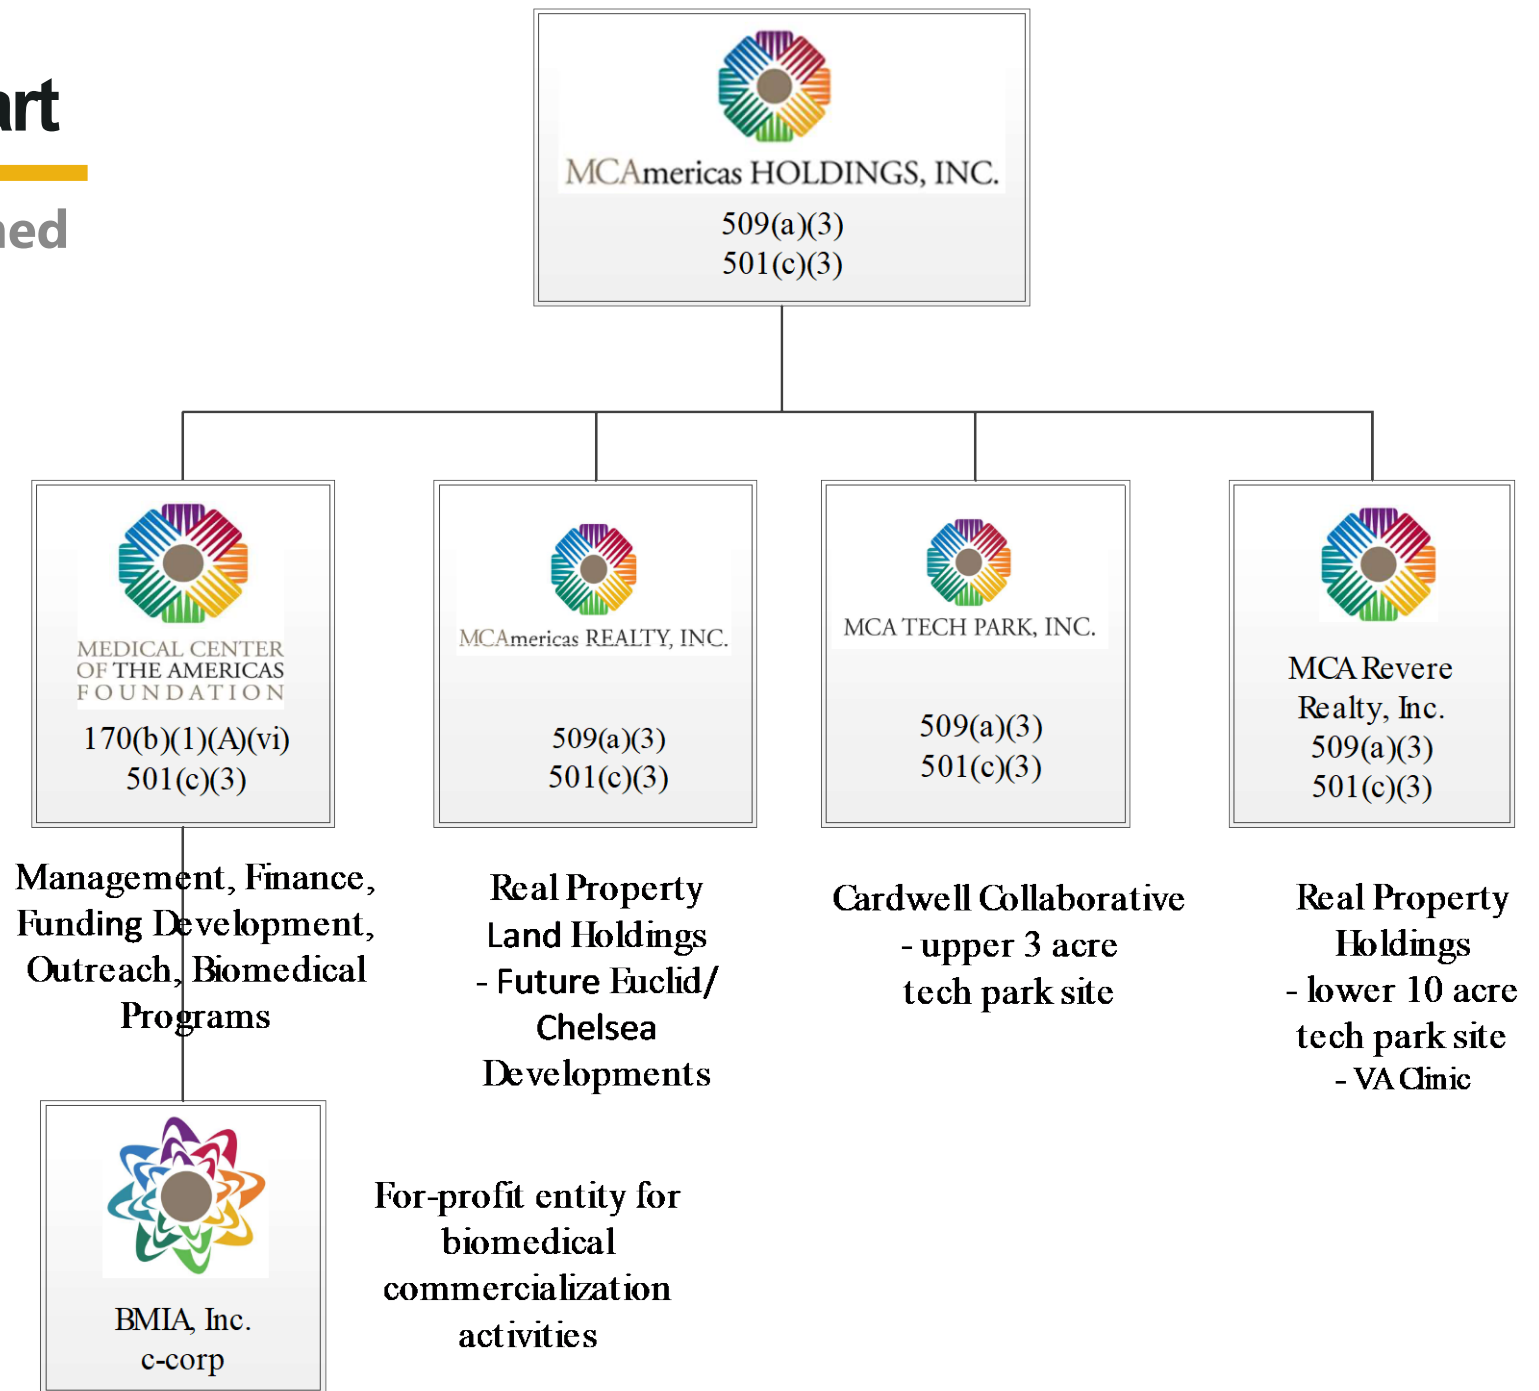 art
ned
MCAmericas HOLDINGS, INC.
509(a)(3)
501(c)(3)
MEDICAL CENTER
OF THE AMERICAS
FOUNDATION
170(b)(1)(A)(vi)
501(c)(3)
MCAmericas REALTY, INC.
509(a)(3)
501(c)(3)
MCA TECH PARK, INC.
509(a)(3)
501(c)(3)
MCA Revere
Realty, Inc.
509(a)(3)
501(c)(3)
Management, Finance,
Funding Development,
Outreach, Biomedical
Programs
Real Property
Land Holdings
- Future Euclid/
Chelsea
Developments
Cardwell Collaborative
- upper 3 acre
tech park site
Real Property
Holdings
- lower 10 acre
tech park site
- VA Clinic
BMIA, Inc.
c-corp
For-profit entity for
biomedical
commercialization
activities